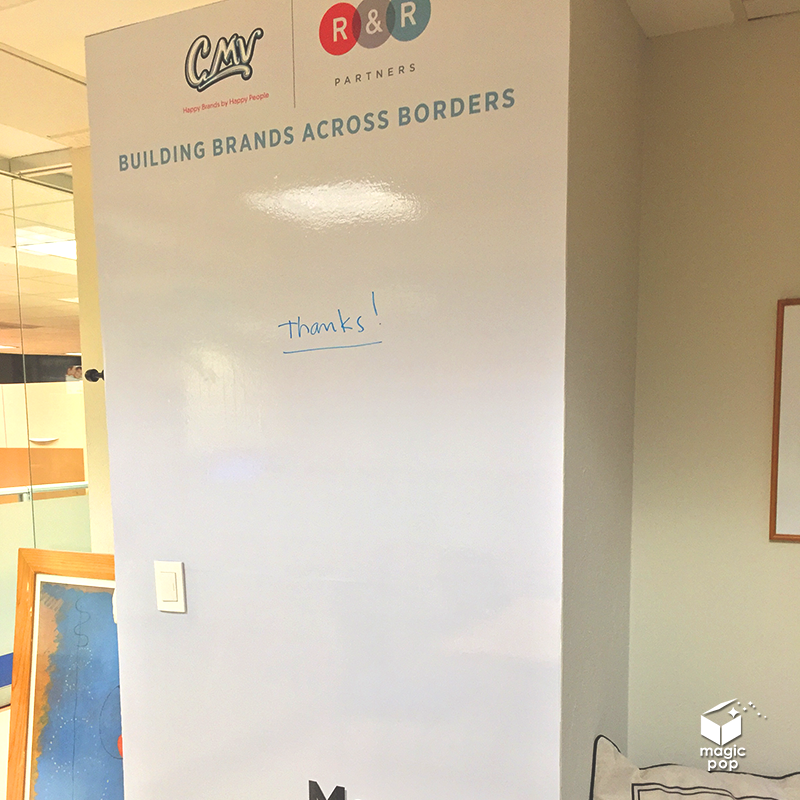 CMV
Happy Brands by Happy People
R & R
PARTNERS
BUILDING BRANDS ACROSS BORDERS
Thanks!
magic
pop